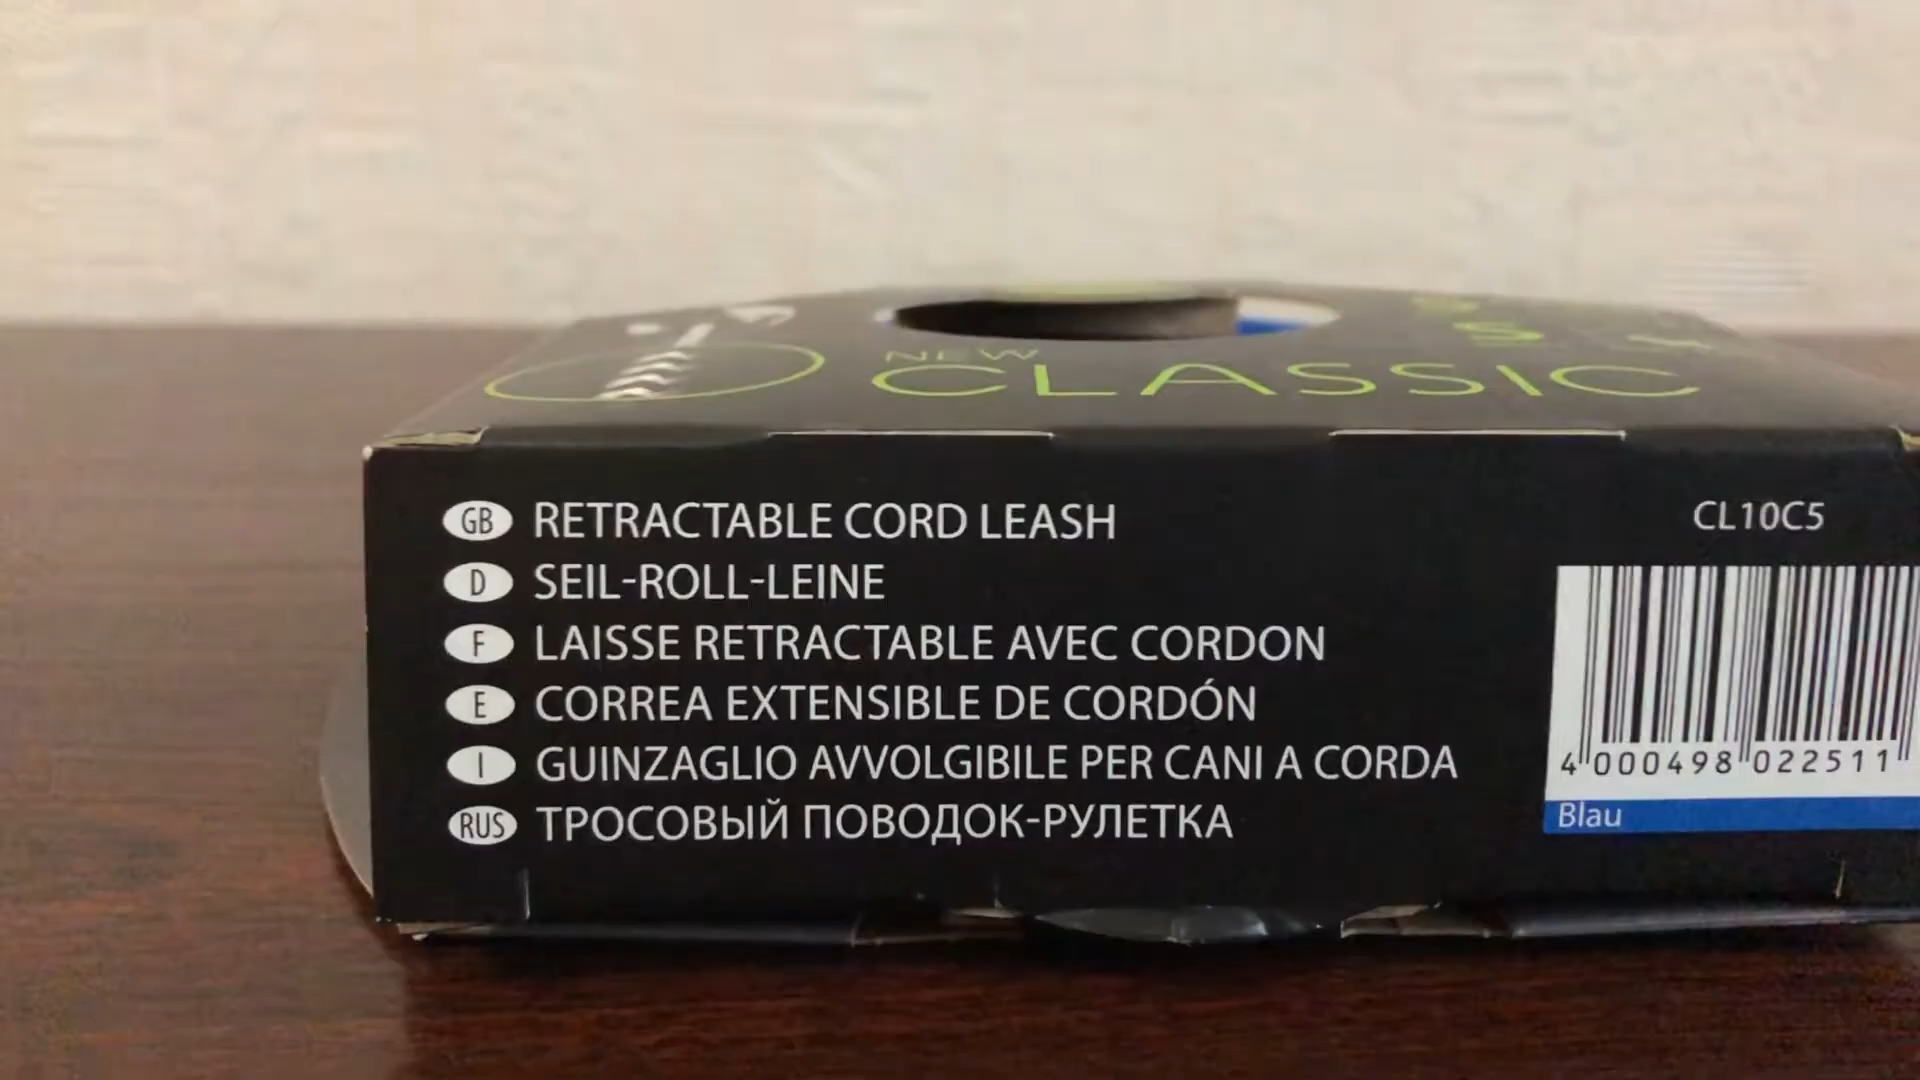 NEW
CLASSIC
GB RETRACTABLE CORD LEASH
D SEIL-ROLL-LEINE
F LAISSE RETRACTABLE AVEC CORDON
E CORREA EXTENSIBLE DE CORDÓN
I GUINZAGLIO AVVOLGIBILE PER CANI A CORDA
RUS ТРОСОВЫЙ ПОВОДОК-РУЛЕТКА
CL10C5
4 000498 022511
Blau